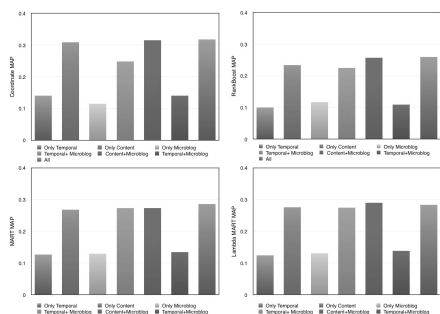 0.4
0.3
0.2
0.1
0
Coordinate MAP
Only Temporal Only Content Only Microblog
Temporal+ Microblog Content+Microblog Temporal+Microblog
All
0.4
0.3
0.2
0.1
0
RankBoost MAP
Only Temporal Only Content Only Microblog
Temporal+ Microblog Content+Microblog Temporal+Microblog
All
0.4
0.3
0.2
0.1
0
MART MAP
Only Temporal Only Content Only Microblog
Temporal+ Microblog Content+Microblog Temporal+Microblog
0.4
0.3
0.2
0.1
0
Lambda MART MAP
Only Temporal Only Content Only Microblog
Temporal+ Microblog Content+Microblog Temporal+Microblog